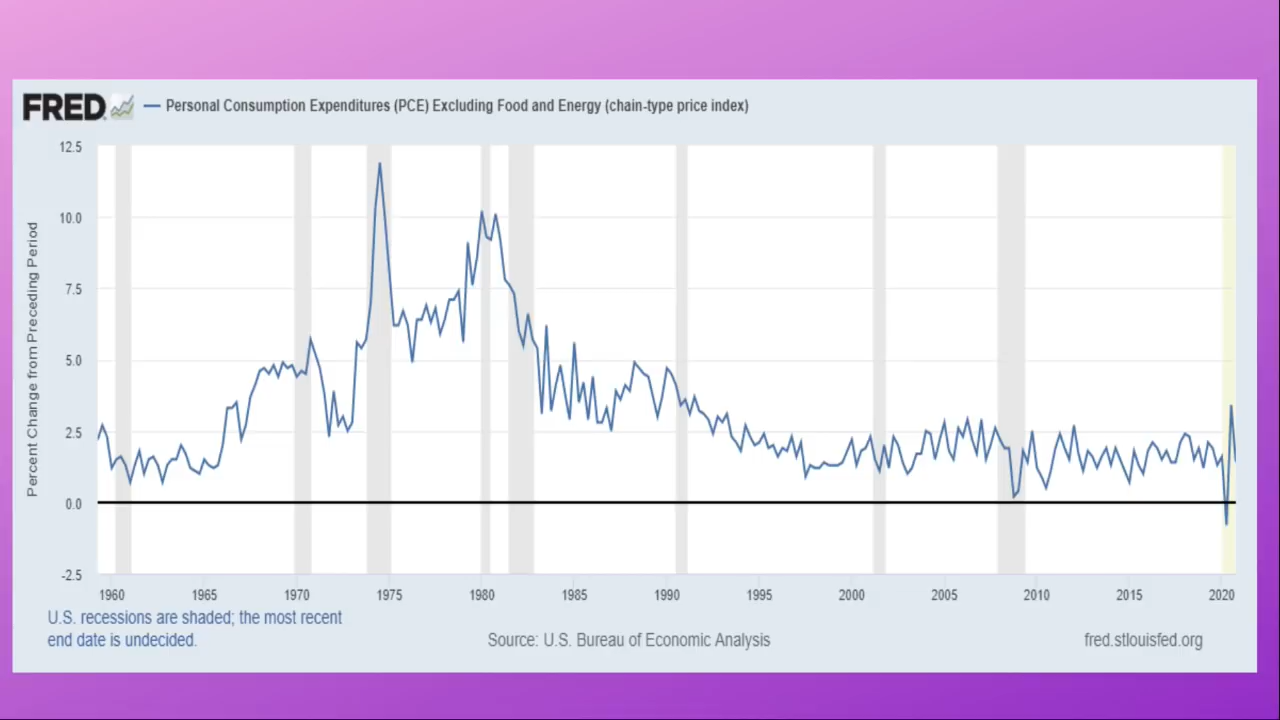 FRED
Personal Consumption Expenditures (PCE) Excluding Food and Energy (chain-type price index)
Percent Change from Preceding Period
12.5
10.0
7.5
5.0
2.5
0.0
-2.5
1960 1965 1970 1975 1980 1985 1990 1995 2000 2005 2010 2015 2020
U.S. recessions are shaded; the most recent
end date is undecided.
Source: U.S. Bureau of Economic Analysis
fred.stlouisfed.org